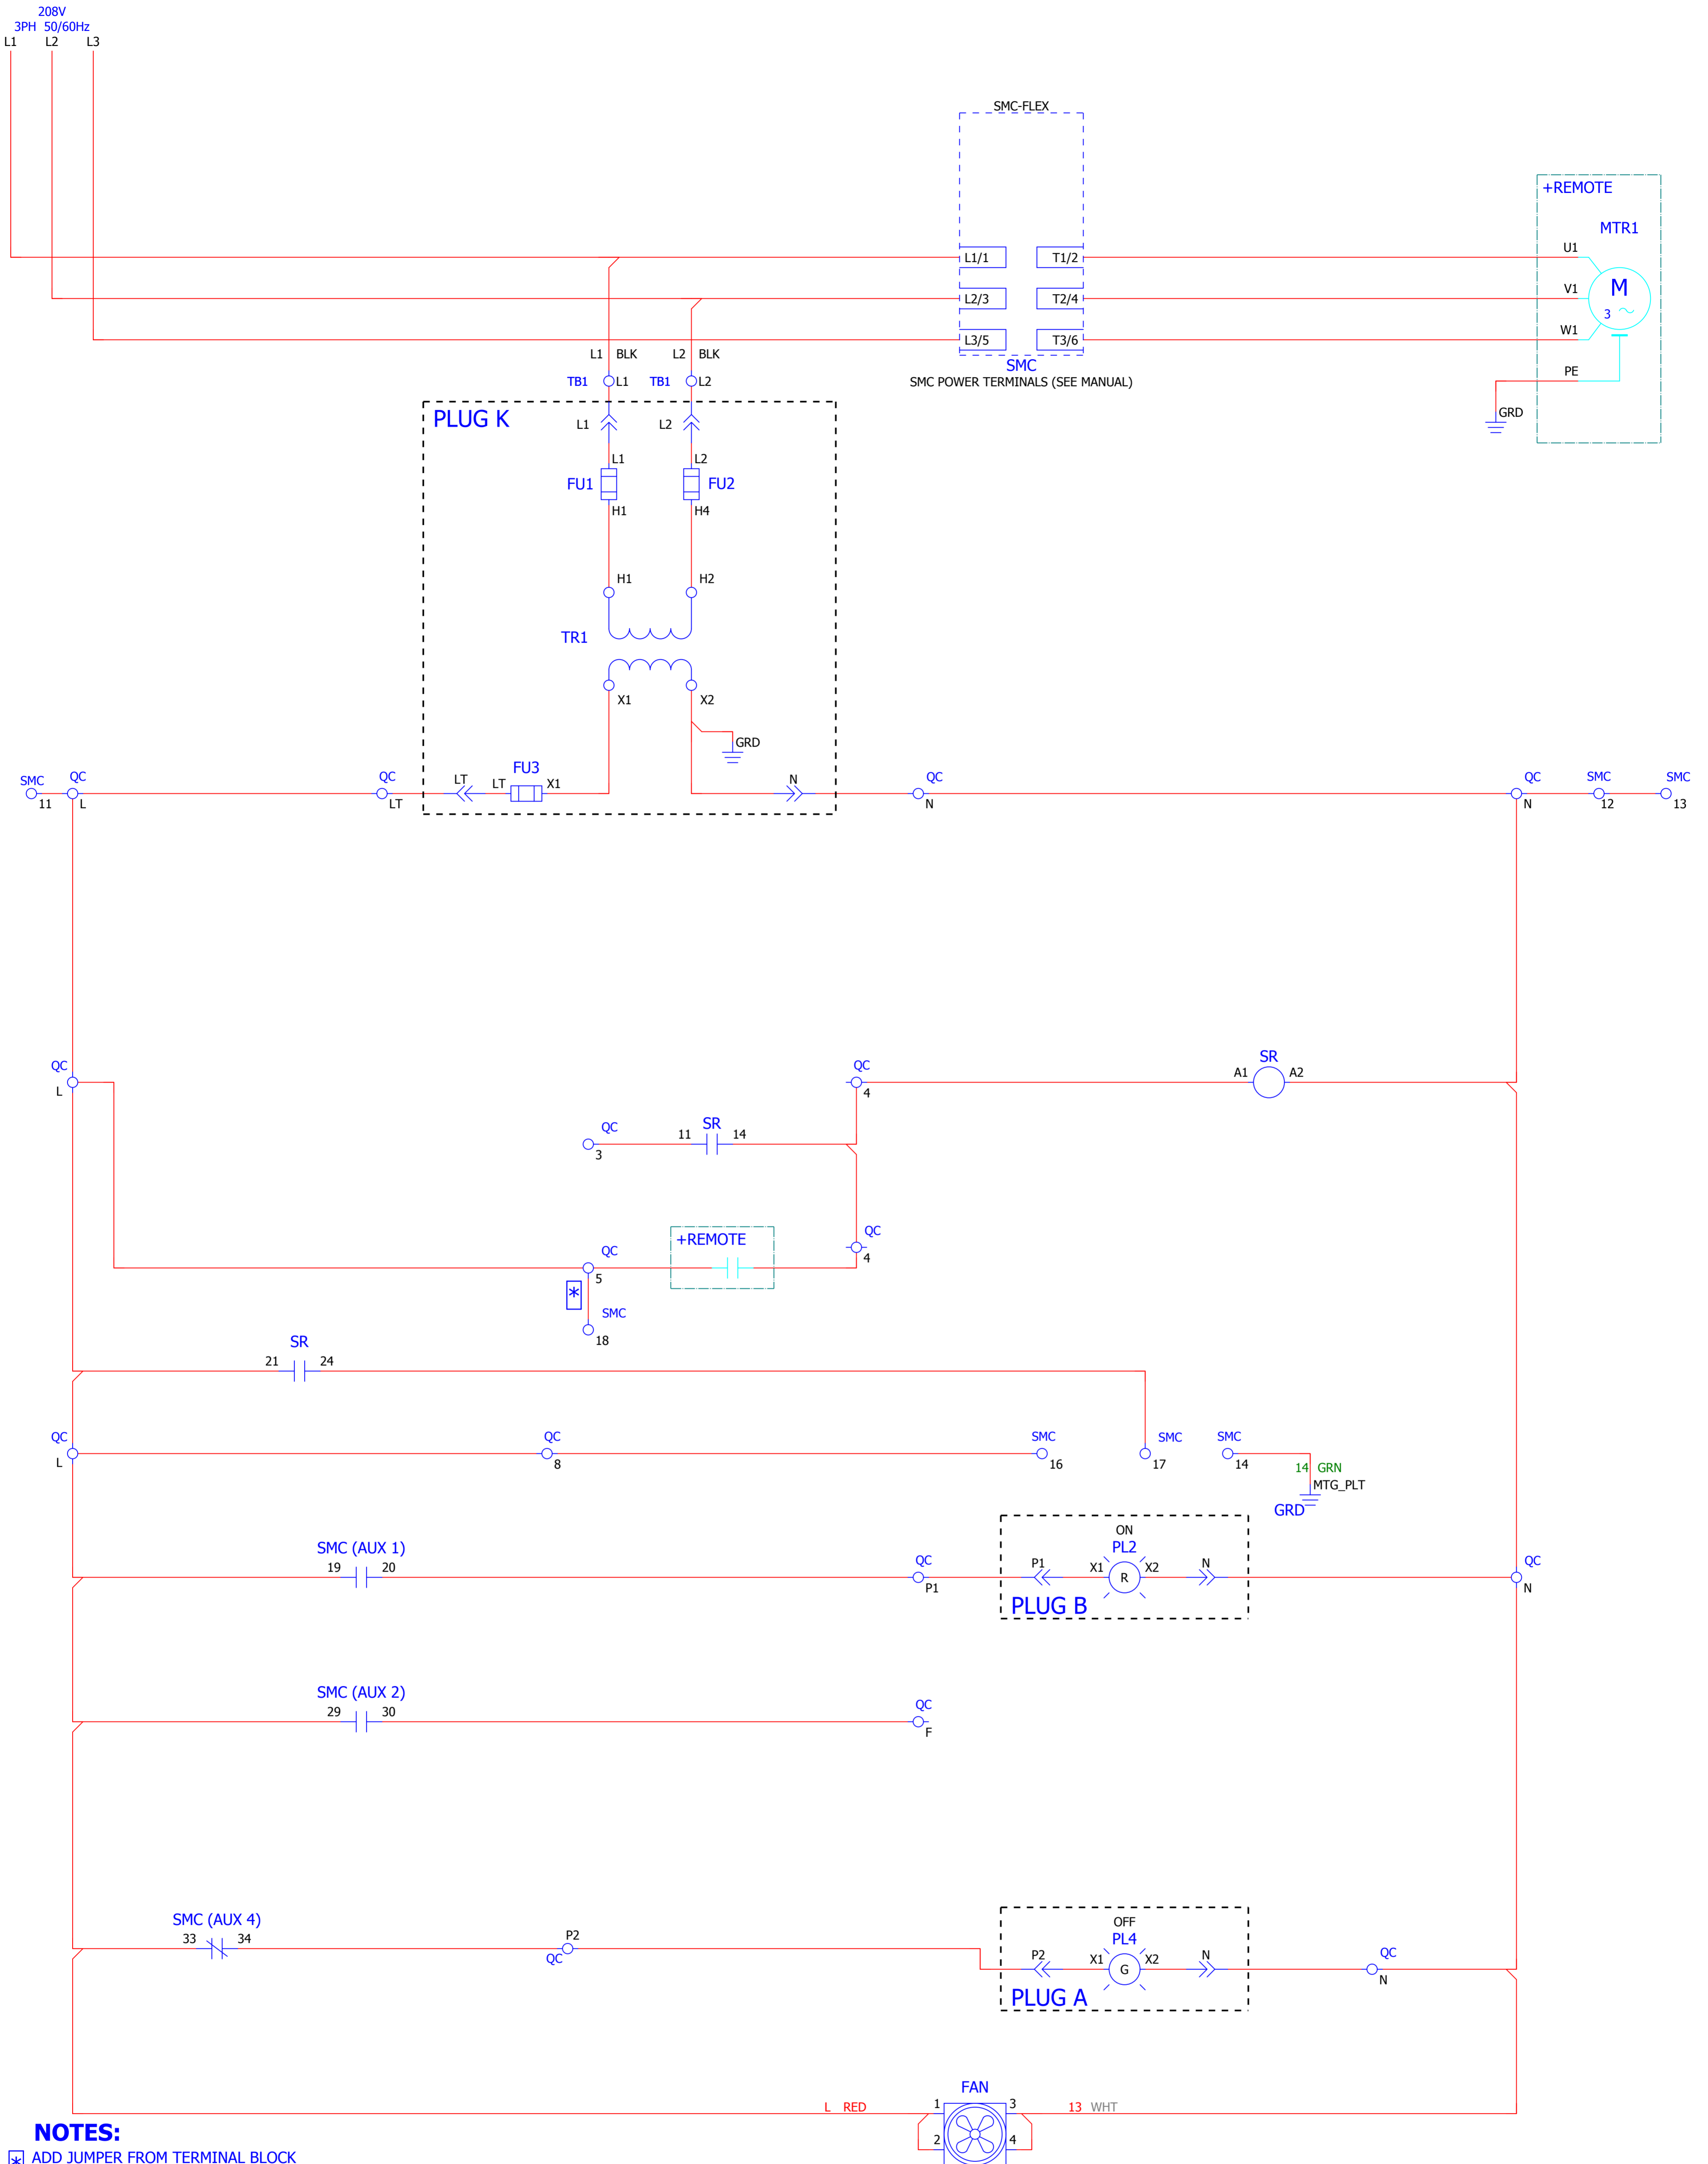 208V
3PH 50/60Hz
L1 L2 L3
SMC-FLEX
+REMOTE
MTR1
U1
L1/1 T1/2
V1
M
3
L2/3 T2/4
W1
L3/5 T3/6
L1 BLK L2 BLK
SMC
SMC POWER TERMINALS (SEE MANUAL)
PE
TB1 L1 TB1 L2
GRD
PLUG K
L1 L2
L1 L2
FU1 FU2
H1 H4
H1 H2
TR1
X1 X2
GRD
SMC QC QC LT LT FU3 X1 N QC QC SMC SMC
11 L LT N N 12 13
QC QC SR
L 4 A1 A2
QC 11 SR 14
3
QC
4
+REMOTE
QC
5
*
SMC
18
SR
21 24
QC QC SMC SMC SMC
L 8 16 17 14
14 GRN
MTG_PLT
GRD
ON
SMC (AUX 1) PL2
19 20 QC P1 X1 X2 N QC
P1 R N
PLUG B
SMC (AUX 2)
29 30 QC
F
SMC (AUX 4) OFF
33 34 P2 PL4
QC P2 X1 X2 N QC
G N
PLUG A
FAN
L RED 1 3 13 WHT
2 4
NOTES:
* ADD JUMPER FROM TERMINAL BLOCK